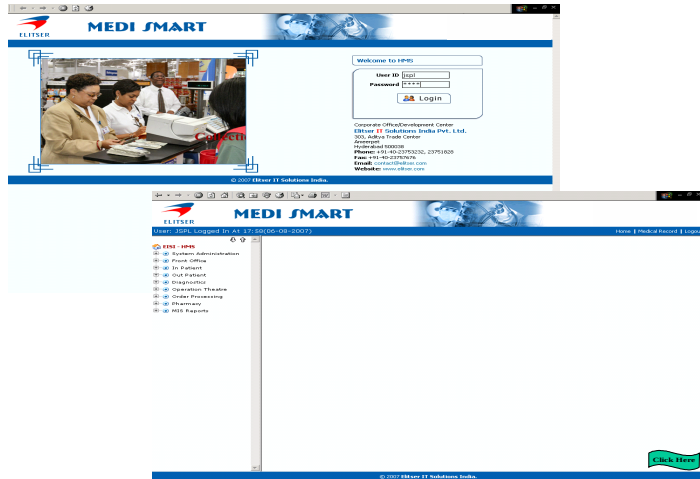 ELITSER
MEDI SMART
Welcome to HMS
User ID jspl
Password ****
Login
Corporate Office/Development Center
Elitser IT Solutions India Pvt. Ltd.
303, Aditya Trade Center
Ameerpet
Hyderabad 500038
Phone: +91-40-23753232, 23751828
Fax: +91-40-23757676
Email: contact@elitser.com
Website: www.elitser.com
© 2007 Elitser IT Solutions India.
ELITSER
MEDI SMART
User: JSPL Logged In At 17:58(06-08-2007)
Home | Medical Record | Logou
EISI - HMS
System Administration
Front Office
In Patient
Out Patient
Diagnostics
Operation Theatre
Order Processing
Pharmacy
MIS Reports
Click Here
© 2007 Elitser IT Solutions India.